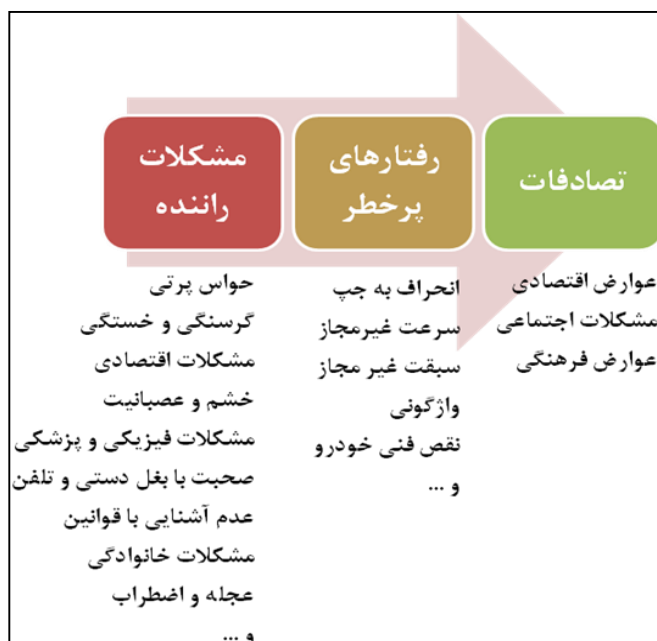 مشکلات
راننده
حواس پرتی
گرسنگی و خستگی
مشکلات اقتصادی
خشم و عصبانیت
مشکلات فیزیکی و پزشکی
صحبت با بغل دستی و تلفن
عدم آشنایی با قوانین
مشکلات خانوادگی
عجله و اضطراب
و ...
رفتارهای
پرخطر
انحراف به چپ
سرعت غیرمجاز
سبقت غیر مجاز
واژگونی
نقص فنی خودرو
و ...
تصادفات
عوارض اقتصادی
مشکلات اجتماعی
عوارض فرهنگی